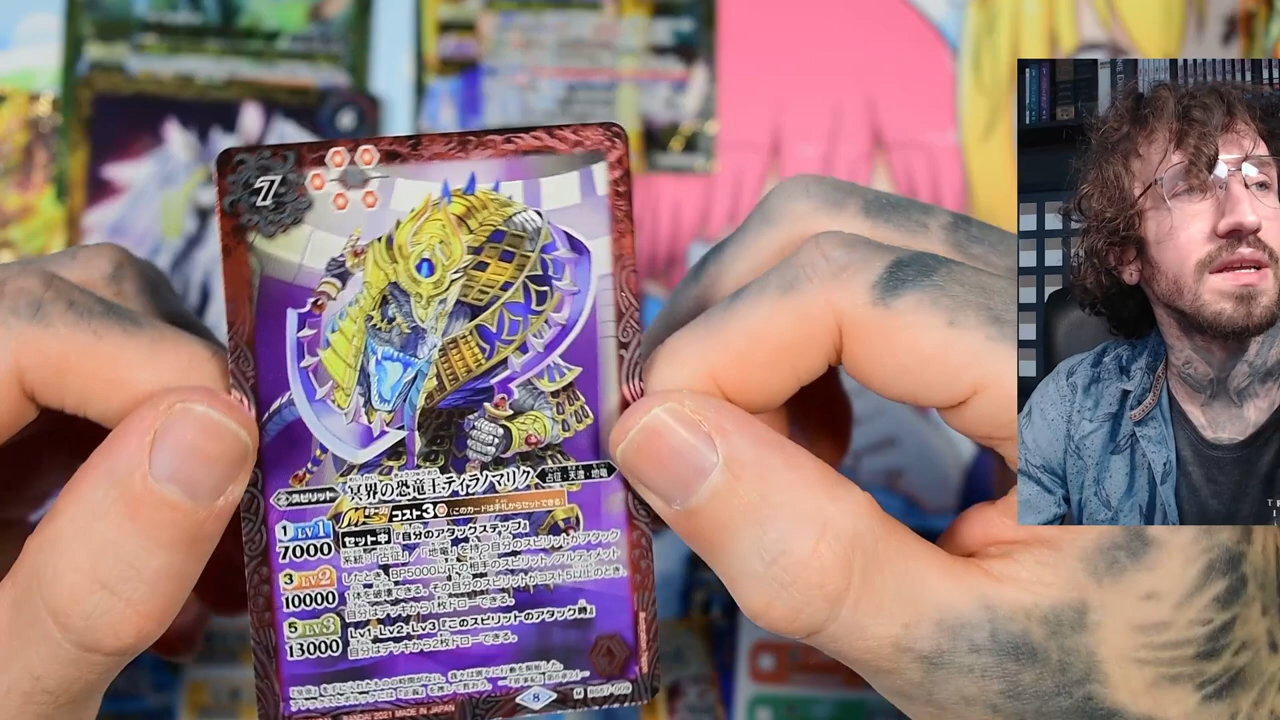 7
冥界の恐竜王ティラノマリク
スピリット
占征・天渡・地竜
コスト3 (このカードは手札からセットできる)
1 Lv1
7000
3 Lv2
10000
5 Lv3
13000
セット中『自分のアタックステップ』
系統：「占征」/「地竜」を持つ自分のスピリットがアタック
したとき、BP5000以下の相手のスピリット/アルティメット
1体を破壊できる。その自分のスピリットがコスト5以上のとき、
自分はデッキから1枚ドローできる。
Lv1・Lv2・Lv3『このスピリットのアタック時』
自分はデッキから2枚ドローできる。
8
M BS57-009
BANDAI 2021 MADE IN JAPAN